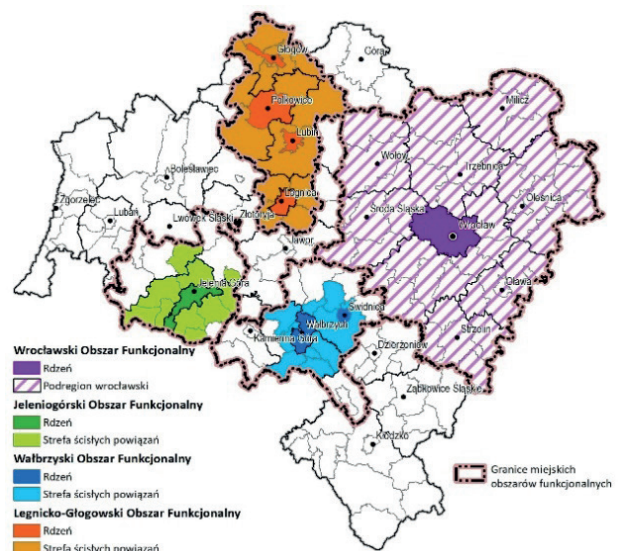 Głogów
Góra
Polkowice
Milicz
Lubin
Wołów
Trzebnica
Bolesławiec
Legnica
Oleśnica
Zgorzelec
Lubań
Lwówek Śląski
Złotoryja
Środa Śląska
Wrocław
Jawor
Jelenia Góra
Oława
Świdnica
Kamienna Góra
Wałbrzych
Strzelin
Dzierżoniów
Ząbkowice Śląskie
Kłodzko
Wrocławski Obszar Funkcjonalny
Rdzeń
Podregion wrocławski
Jeleniogórski Obszar Funkcjonalny
Rdzeń
Strefa ścisłych powiązań
Wałbrzyski Obszar Funkcjonalny
Rdzeń
Strefa ścisłych powiązań
Legnicko-Głogowski Obszar Funkcjonalny
Rdzeń
Strefa ścisłych powiązań
Granice miejskich
obszarów funkcjonalnych